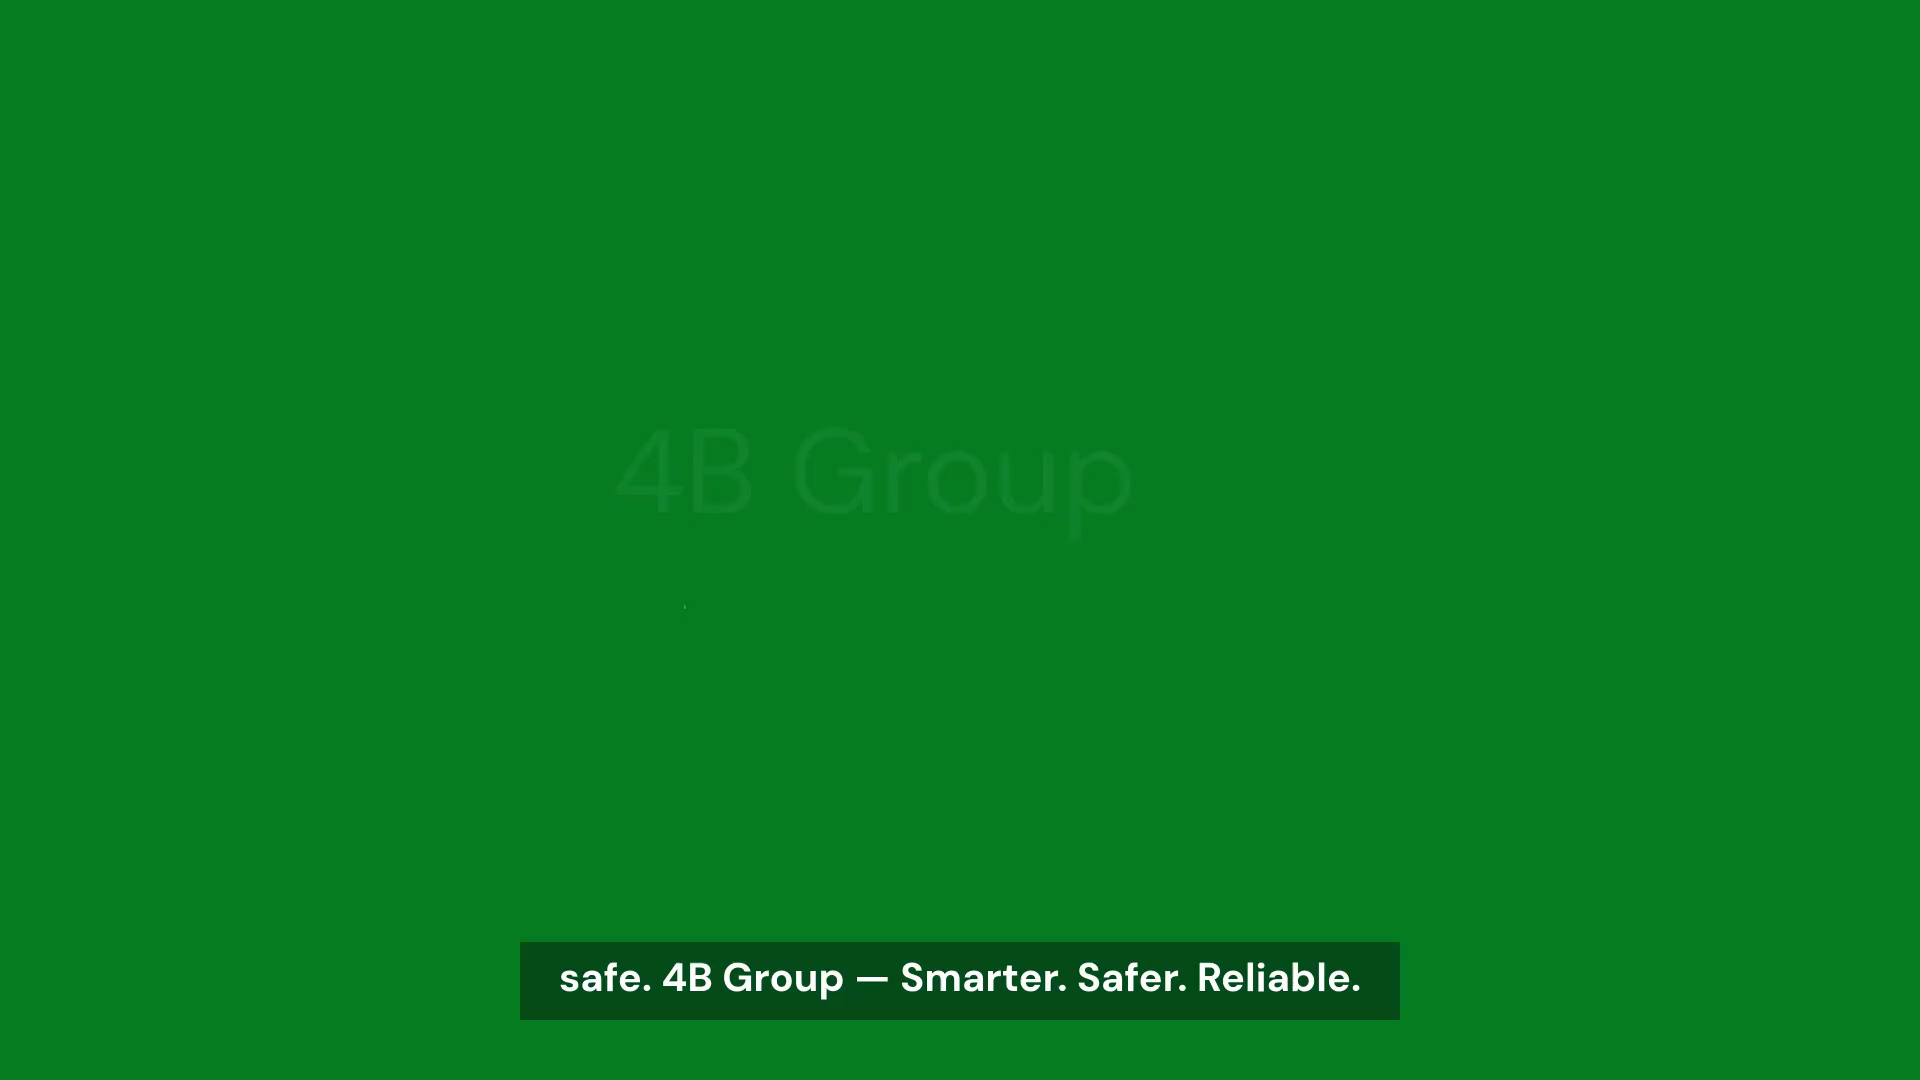 4B Group
safe. 4B Group — Smarter. Safer. Reliable.